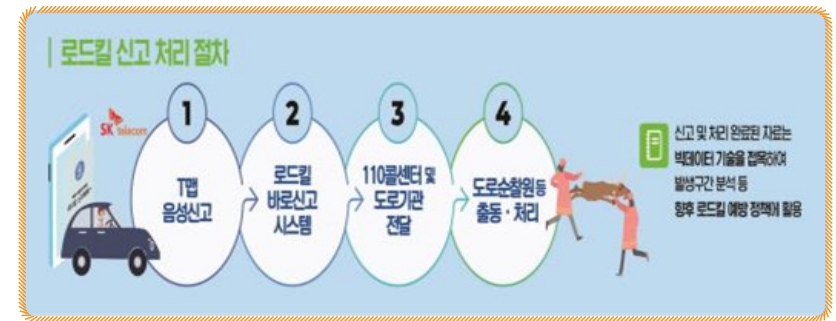 로드킬 신고 처리 절차
SK telecom
1
T맵
음성신고
2
로드킬
바로신고
시스템
3
110콜센터 및
도로기관
전달
4
도로순찰원 등
출동·처리
신고 및 처리 완료된 자료는
빅데이터 기술을 접목하여
발생구간 분석 등
향후 로드킬 예방 정책에 활용